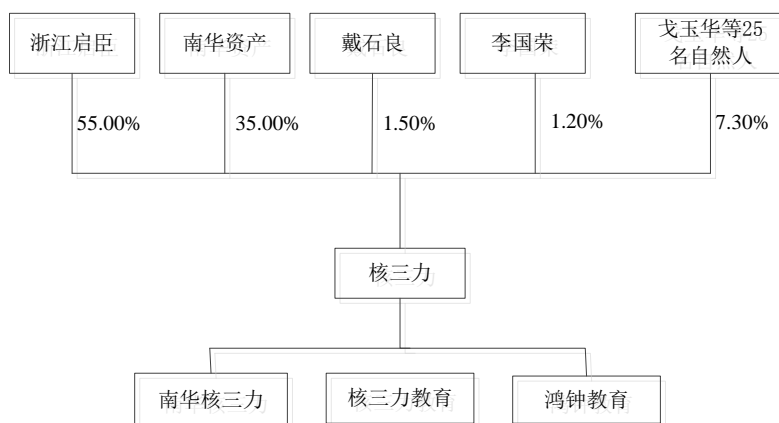 浙江启臣
南华资产
戴石良
李国荣
戈玉华等25
名自然人
55.00%
35.00%
1.50%
1.20%
7.30%
核三力
南华核三力
核三力教育
鸿钟教育